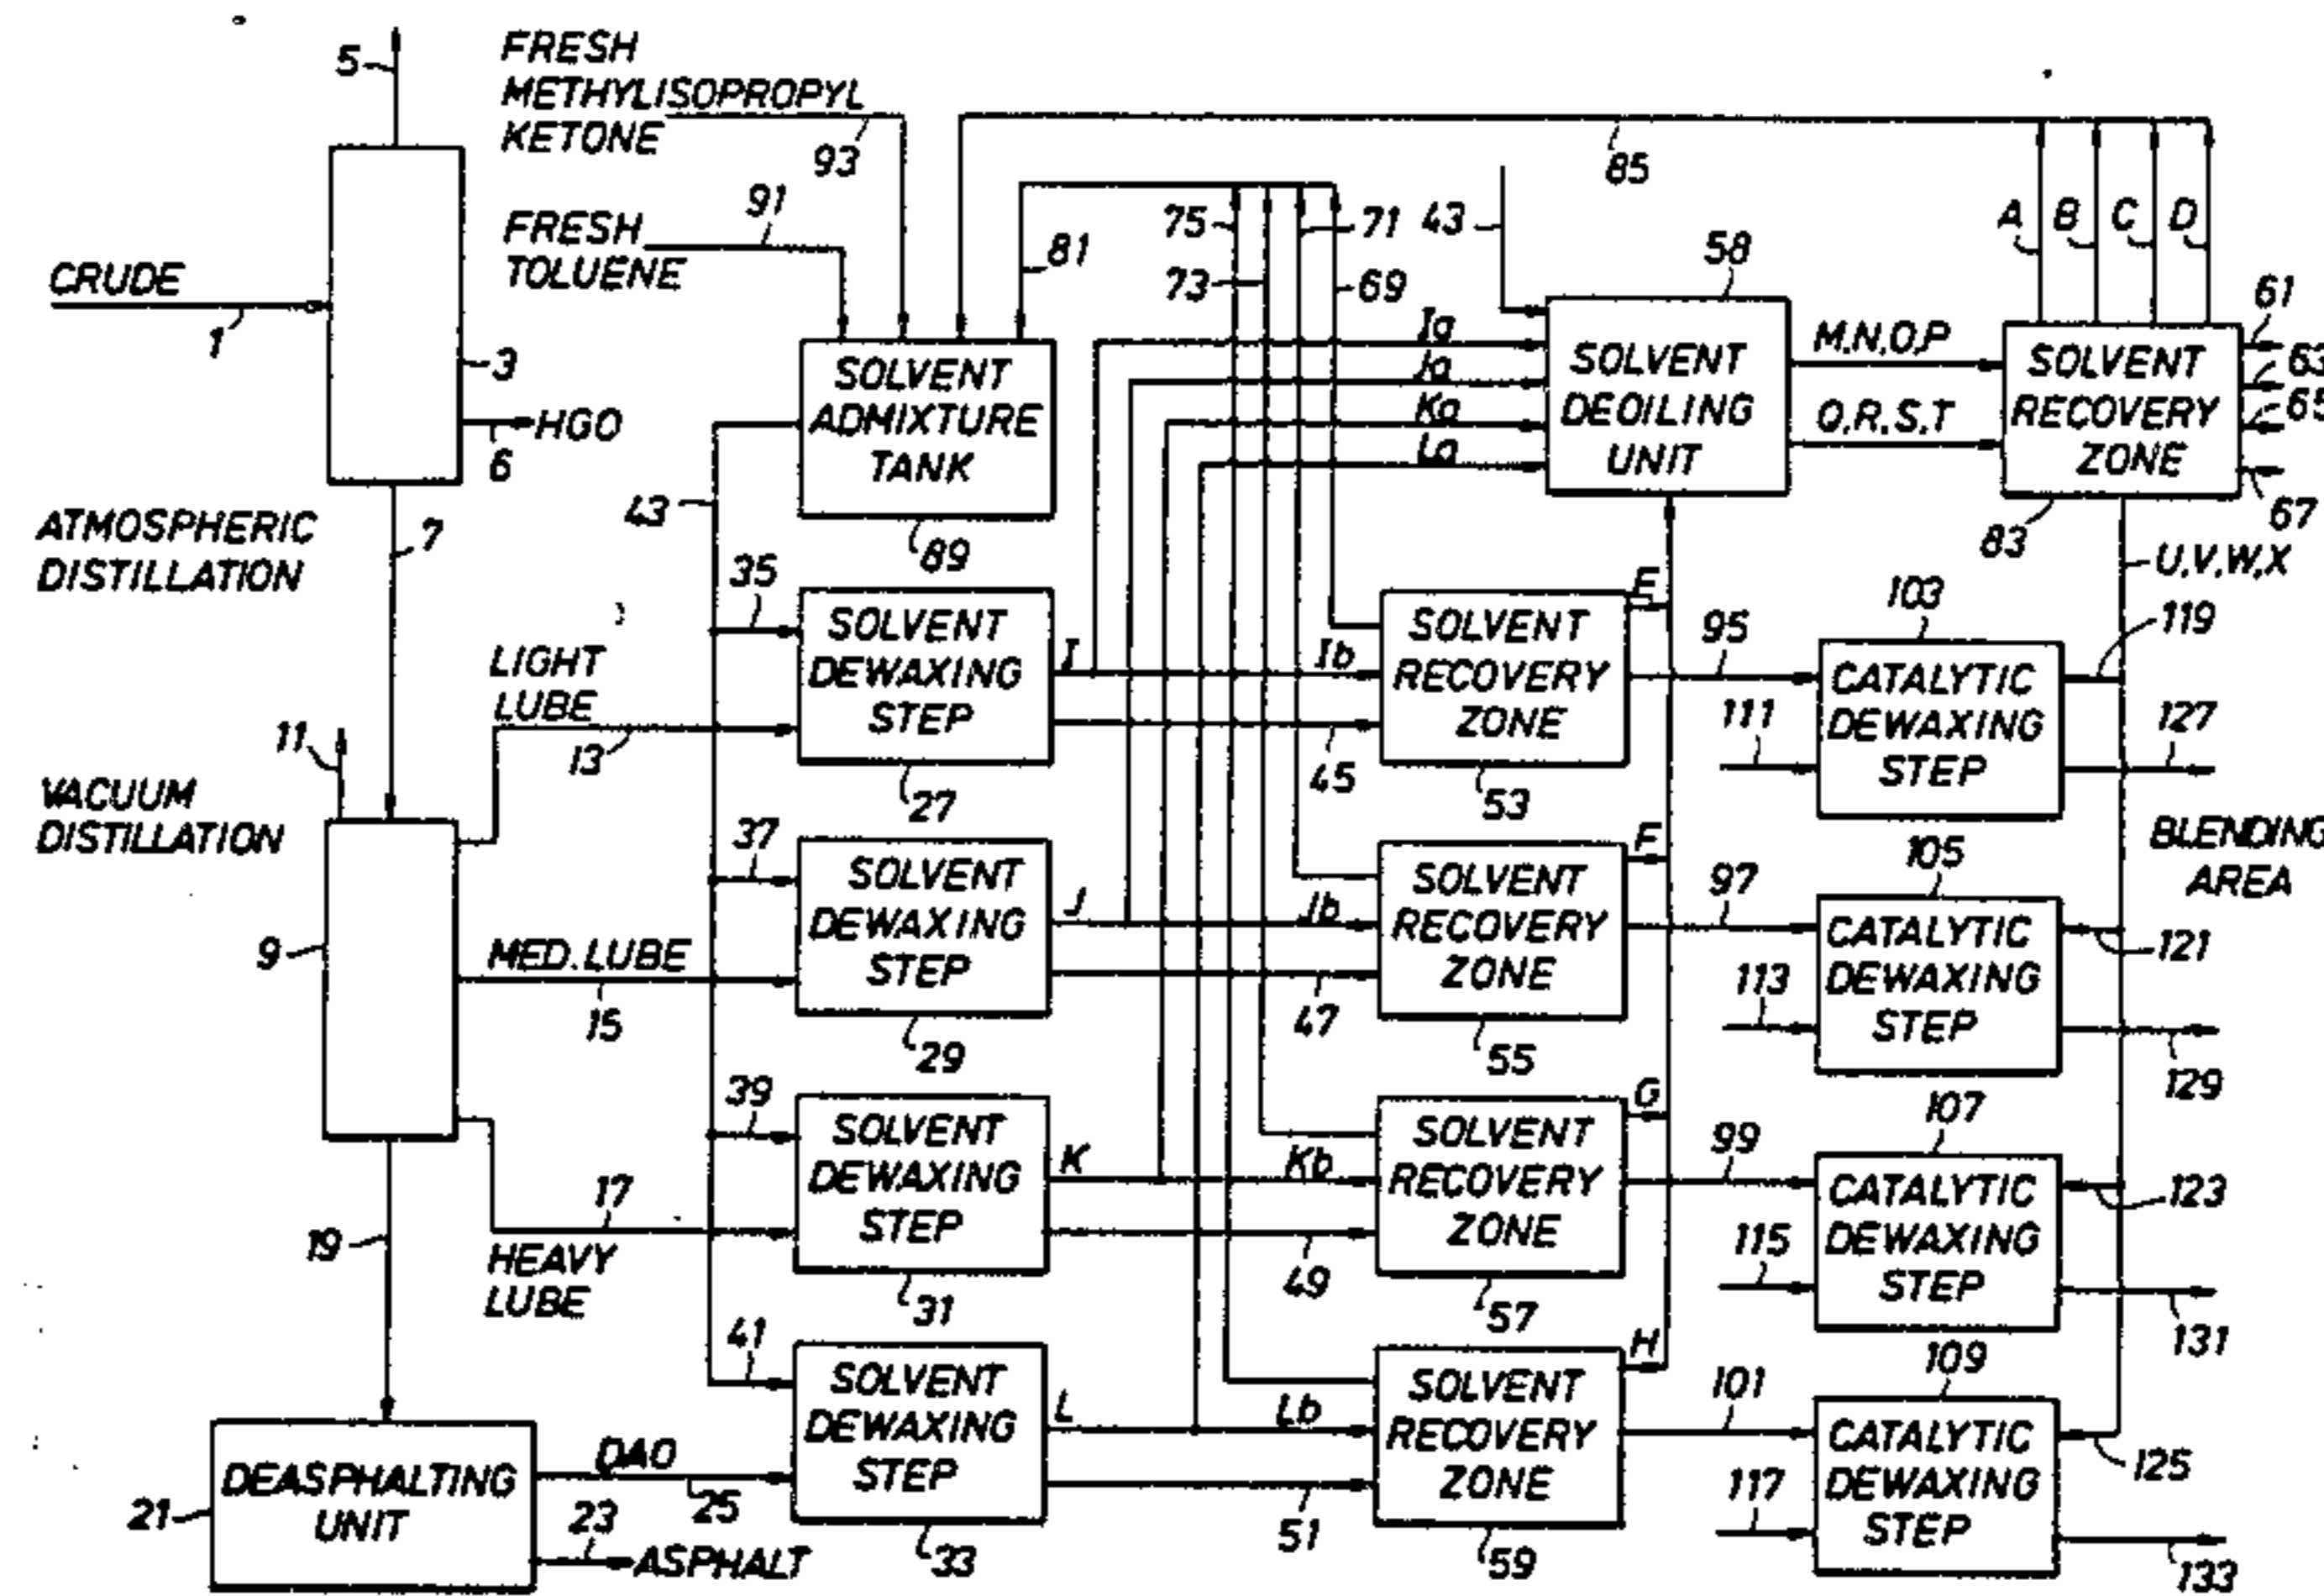 5
FRESH
METHYLISOPROPYL
KETONE
93
85
FRESH
TOLUENE
91
81
75
73
71
69
43
58
A
B
C
D
61
63
65
67
CRUDE
1
3
HGO
6
7
ATMOSPHERIC
DISTILLATION
SOLVENT
ADMIXTURE
TANK
89
43
Ia
Ja
Ka
La
SOLVENT
DEOILING
UNIT
M,N,O,P
Q,R,S,T
SOLVENT
RECOVERY
ZONE
83
U,V,W,X
35
LIGHT
LUBE
13
SOLVENT
DEWAXING
STEP
27
I
Ib
45
SOLVENT
RECOVERY
ZONE
53
E
95
103
CATALYTIC
DEWAXING
STEP
111
119
127
11
VACUUM
DISTILLATION
9
37
MED. LUBE
15
SOLVENT
DEWAXING
STEP
29
J
Jb
47
SOLVENT
RECOVERY
ZONE
55
F
97
105
CATALYTIC
DEWAXING
STEP
113
121
129
BLENDING
AREA
39
17
HEAVY
LUBE
SOLVENT
DEWAXING
STEP
31
K
Kb
49
SOLVENT
RECOVERY
ZONE
57
G
99
107
CATALYTIC
DEWAXING
STEP
115
123
131
19
41
DEASPHALTING
UNIT
21
DAO
25
23
ASPHALT
SOLVENT
DEWAXING
STEP
33
L
Lb
51
SOLVENT
RECOVERY
ZONE
59
H
101
109
CATALYTIC
DEWAXING
STEP
117
125
133